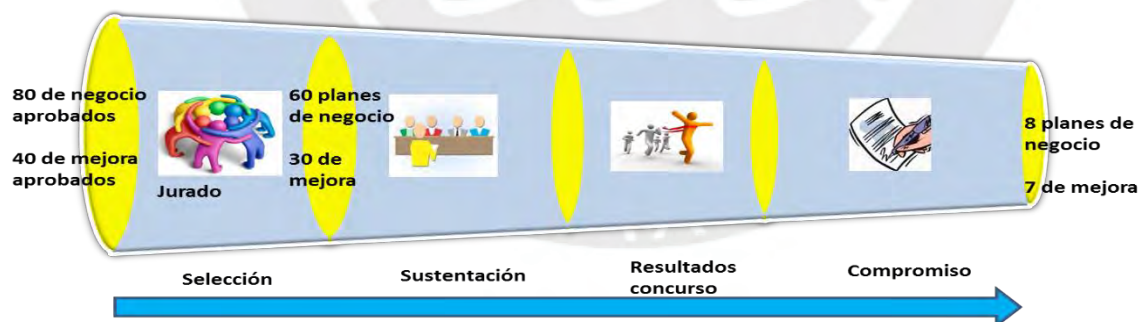 80 de negocio
aprobados
40 de mejora
aprobados
Jurado
60 planes
de negocio
30 de
mejora
8 planes de
negocio
7 de mejora
Selección
Sustentación
Resultados
concurso
Compromiso